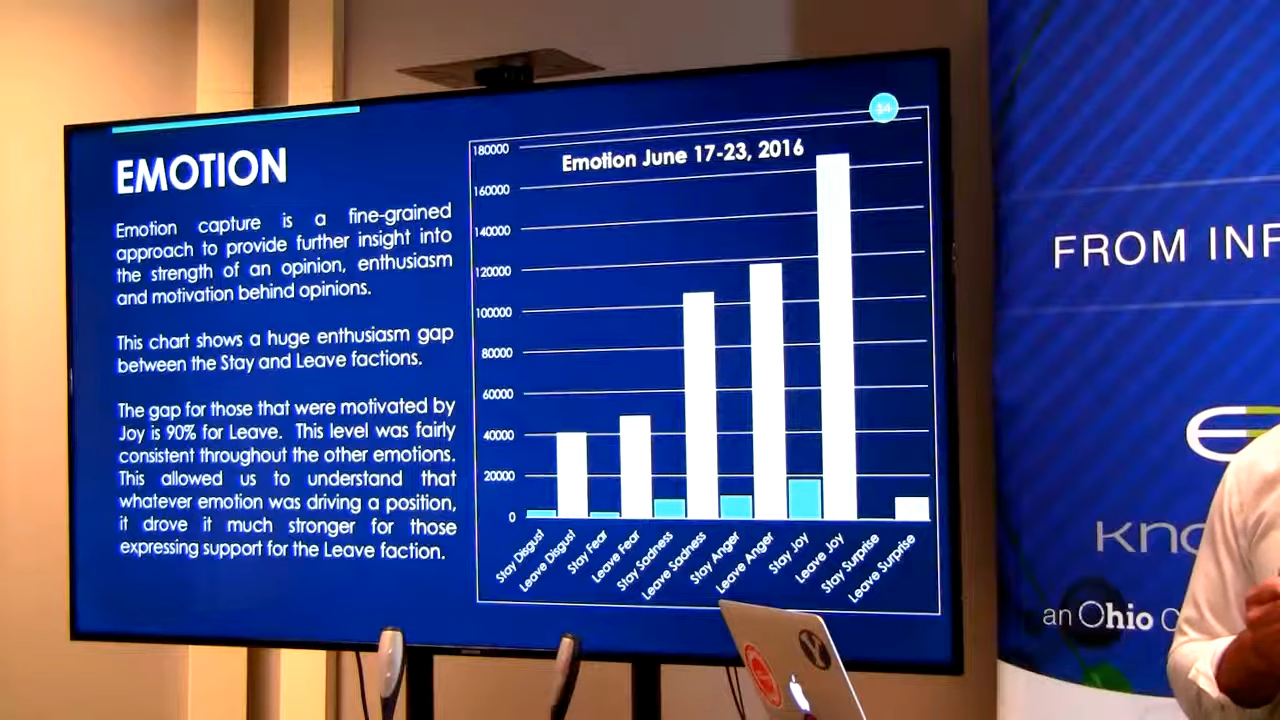 34
EMOTION
Emotion capture is a fine-grained
approach to provide further insight into
the strength of an opinion, enthusiasm
and motivation behind opinions.
This chart shows a huge enthusiasm gap
between the Stay and Leave factions.
The gap for those that were motivated by
Joy is 90% for Leave. This level was fairly
consistent throughout the other emotions.
This allowed us to understand that
whatever emotion was driving a position,
it drove it much stronger for those
expressing support for the Leave faction.
Emotion June 17-23, 2016
180000
160000
140000
120000
100000
80000
60000
40000
20000
0
Stay Disgust
Leave Disgust
Stay Fear
Leave Fear
Stay Sadness
Leave Sadness
Stay Anger
Leave Anger
Stay Joy
Leave Joy
Stay Surprise
Leave Surprise
FROM INF
kno
an Ohio C